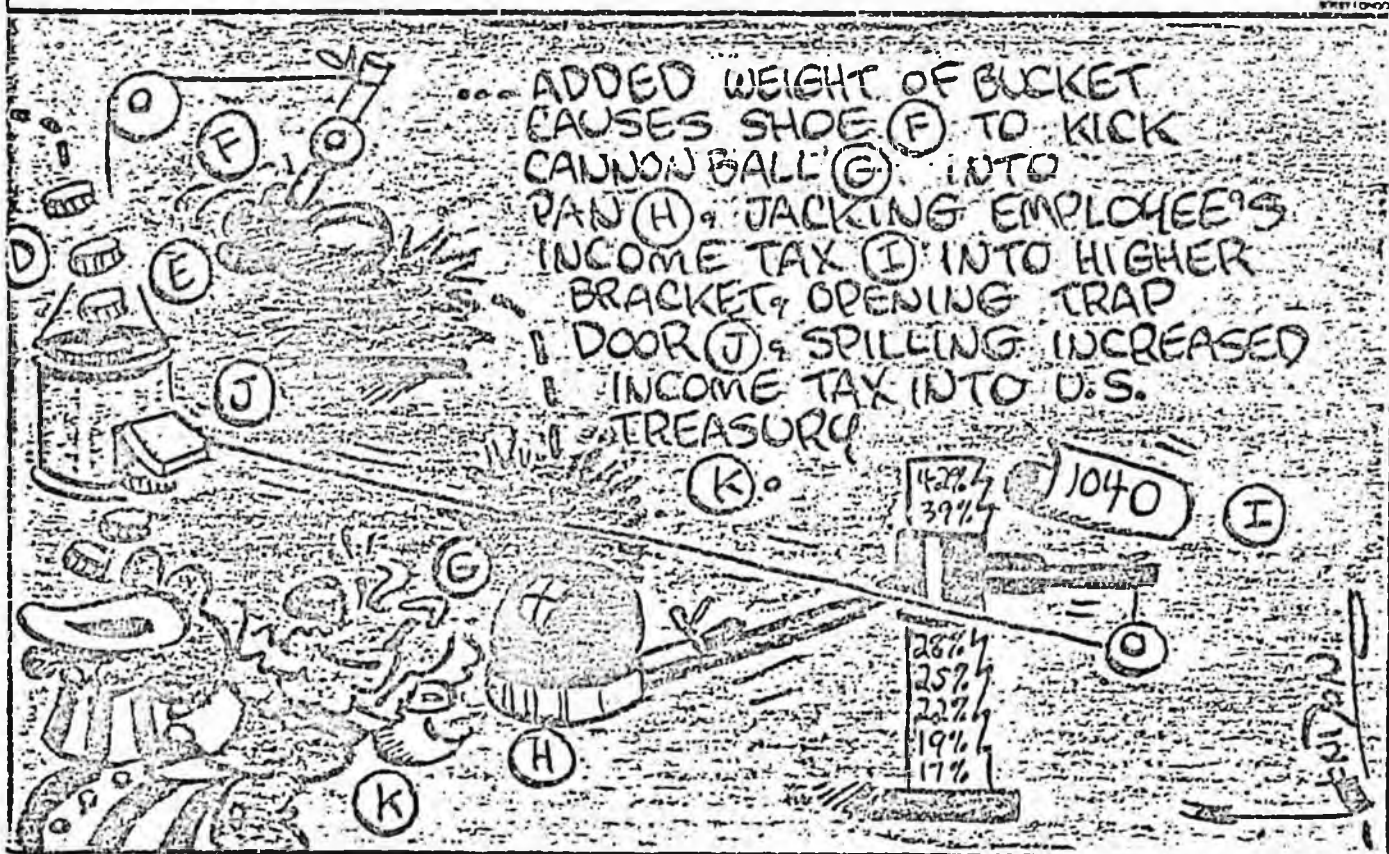 ... ADDED WEIGHT OF BUCKET
CAUSES SHOE (F) TO KICK
CANNON BALL (G) INTO
PAN (H), JACKING EMPLOYEE'S
INCOME TAX (I) INTO HIGHER
BRACKET, OPENING TRAP
DOOR (J), SPILLING INCREASED
INCOME TAX INTO U.S.
TREASURY
(K).
F
D
E
J
42%
39%
1040
I
G
28%
25%
22%
19%
17%
H
K